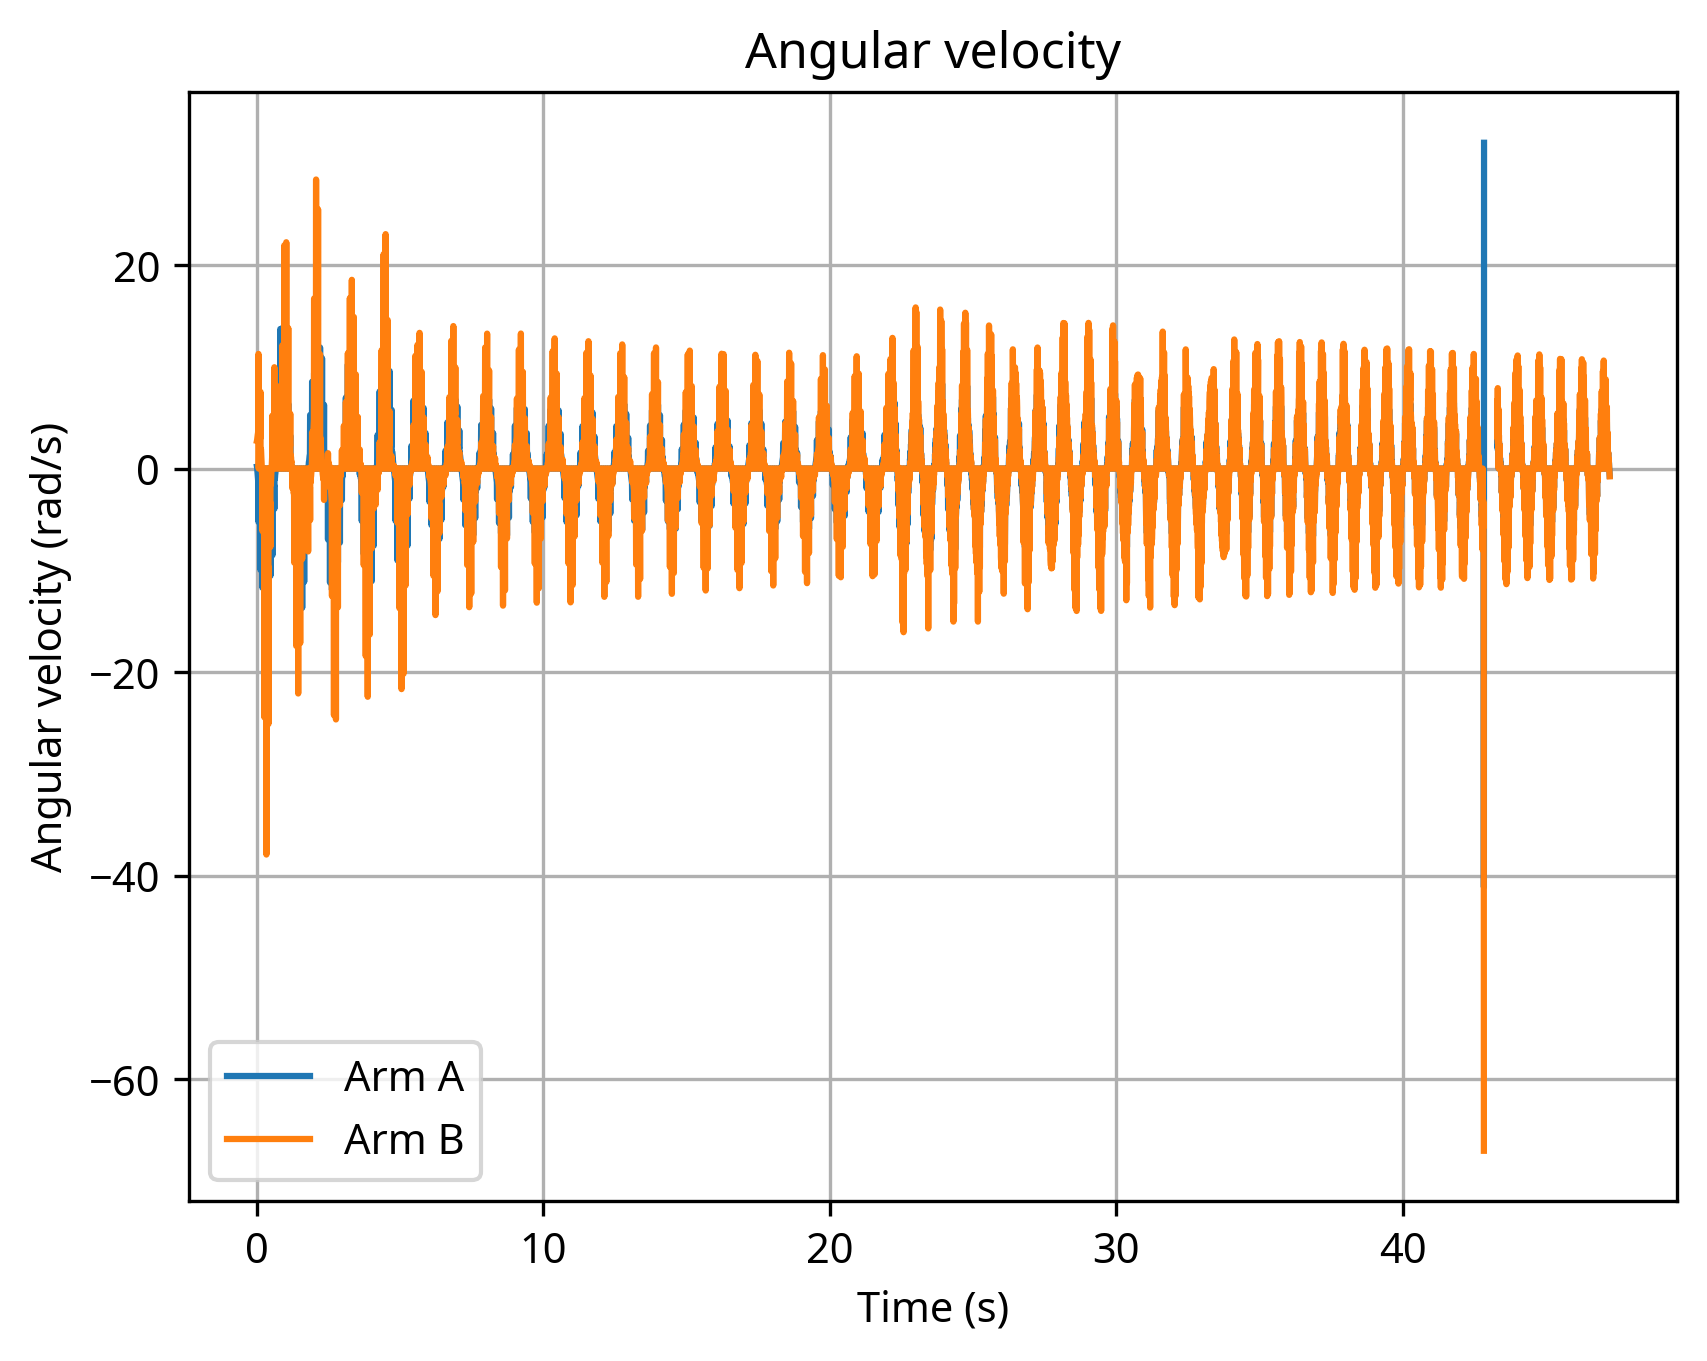 Angular velocity
Angular velocity (rad/s)
20
0
−20
−40
−60
Arm A
Arm B
0 10 20 30 40
Time (s)